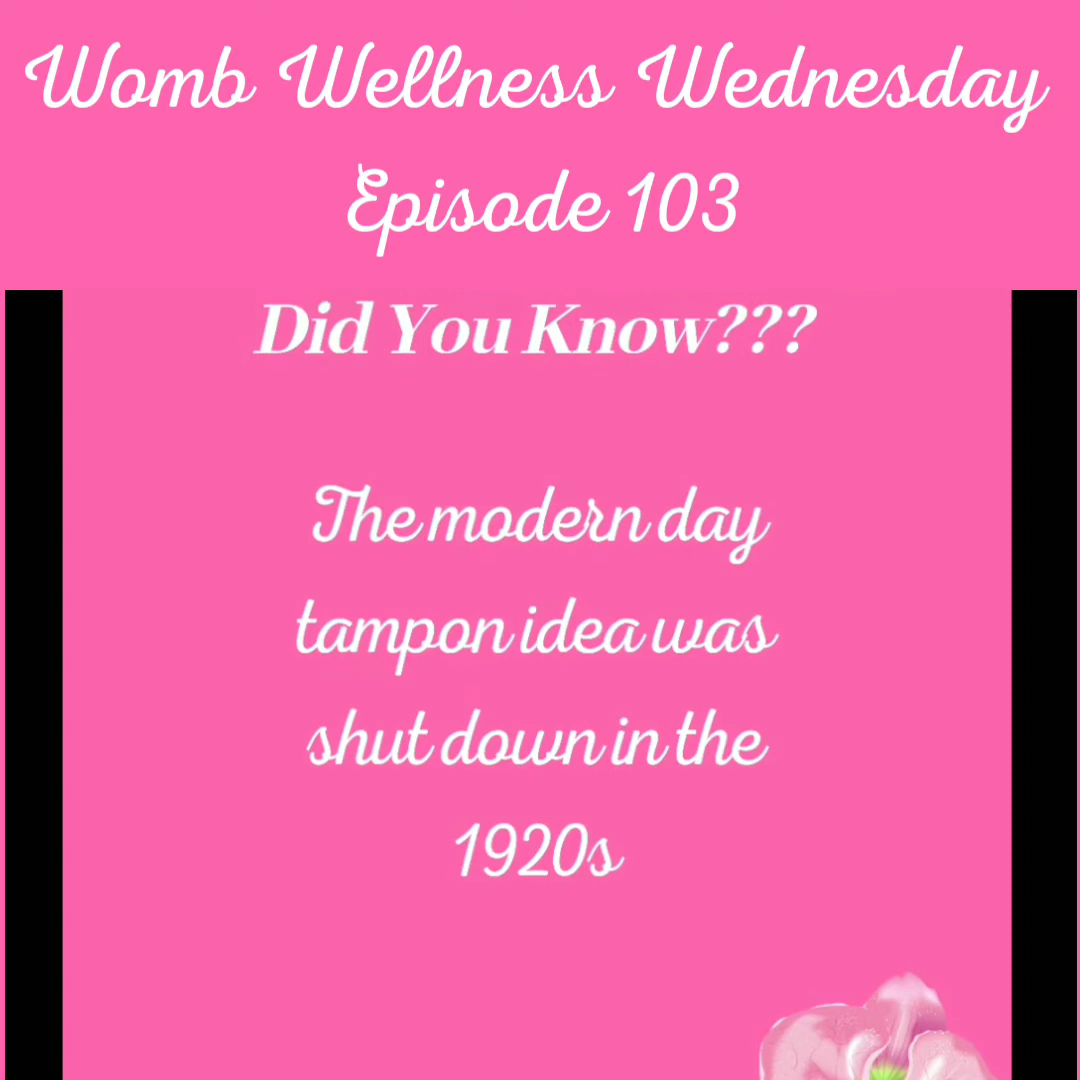 Womb Wellness Wednesday
Episode 103
Did You Know???
The modern day
tampon idea was
shut down in the
1920s